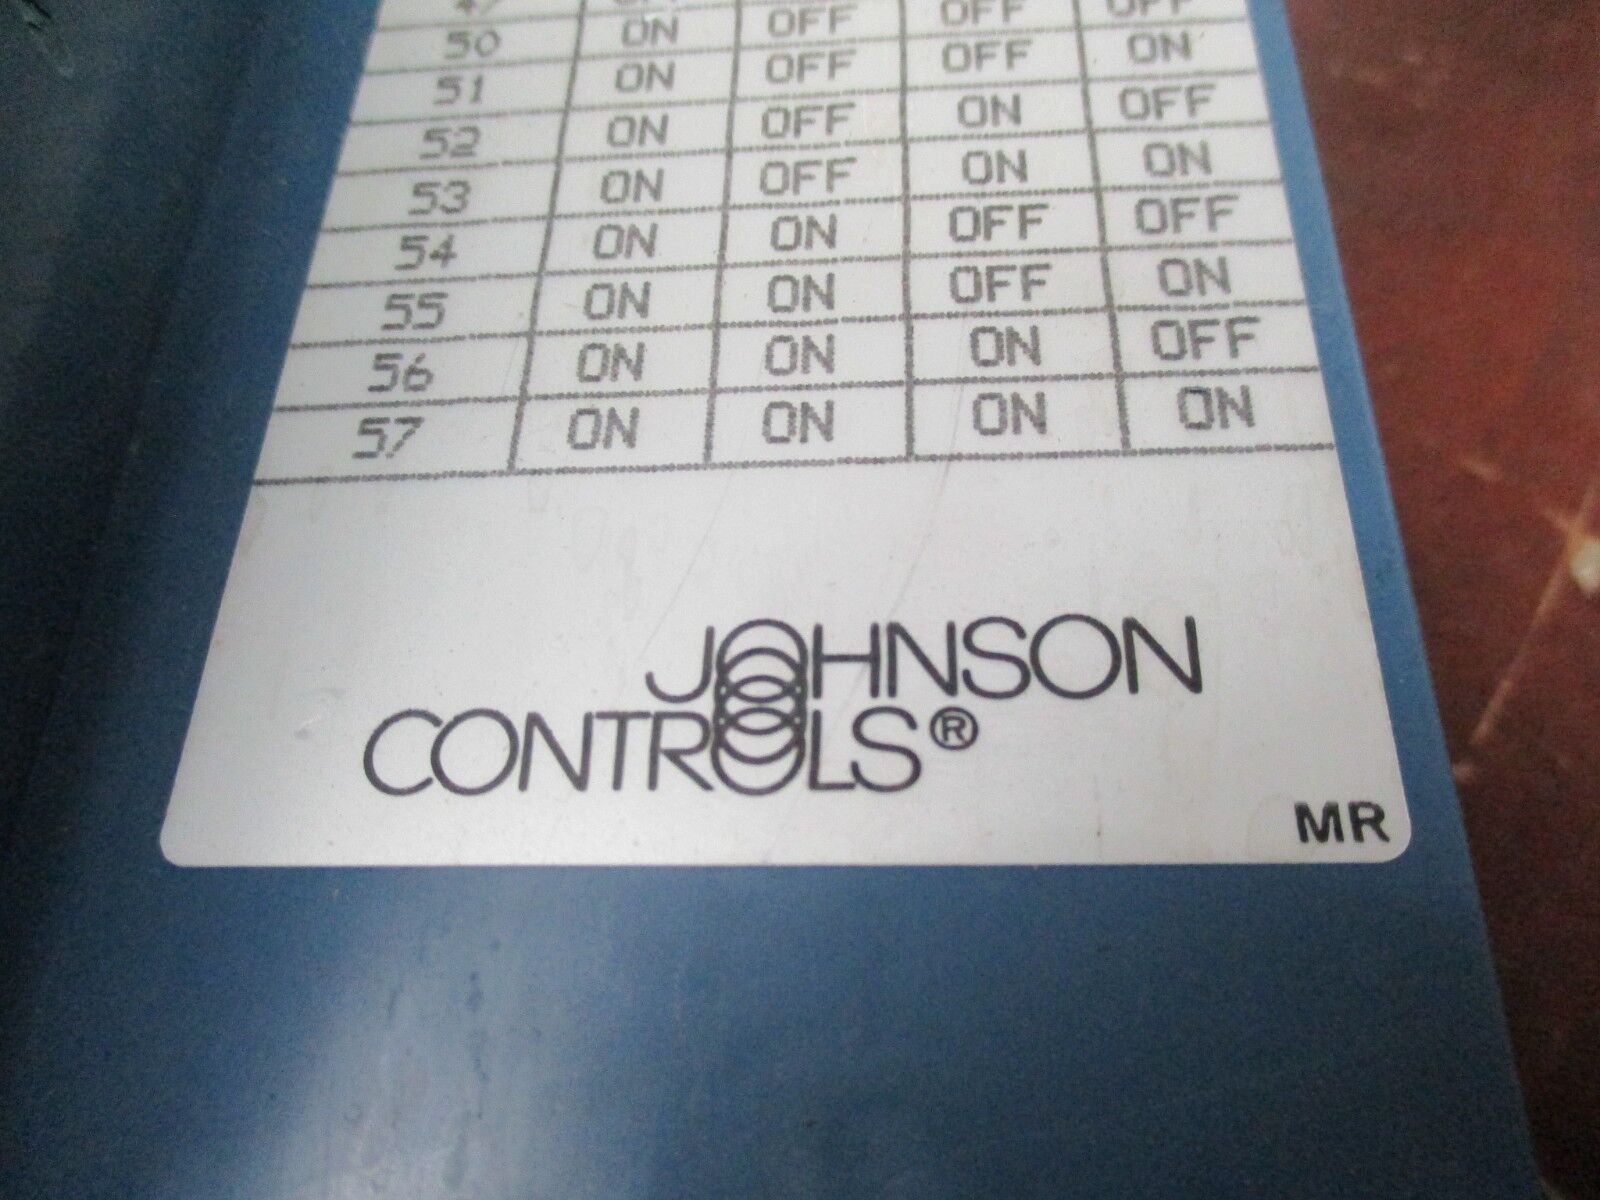 50 ON OFF OFF OFF
51 ON OFF OFF ON
52 ON OFF ON OFF
53 ON OFF ON ON
54 ON ON OFF OFF
55 ON ON OFF ON
56 ON ON ON OFF
57 ON ON ON ON
JOHNSON
CONTROLS®
MR